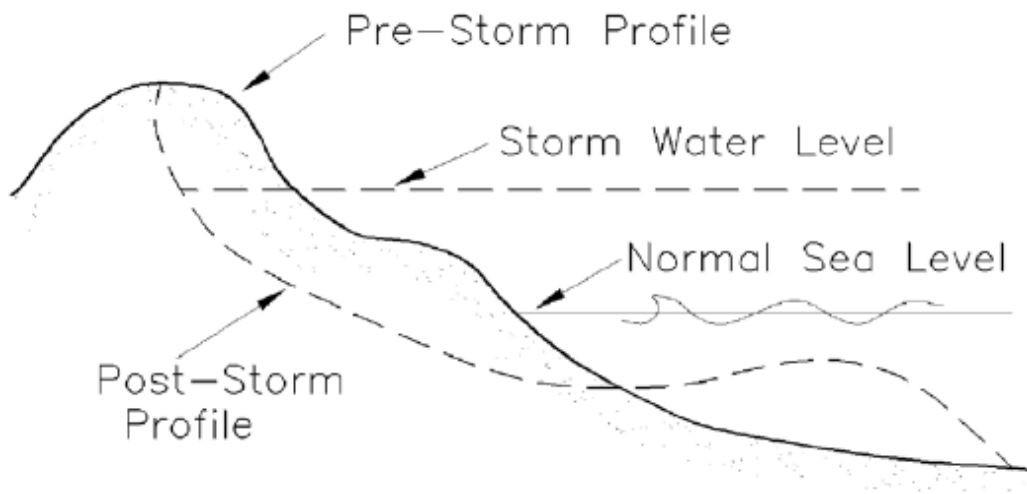 Pre-Storm Profile
Storm Water Level
Normal Sea Level
Post-Storm
Profile